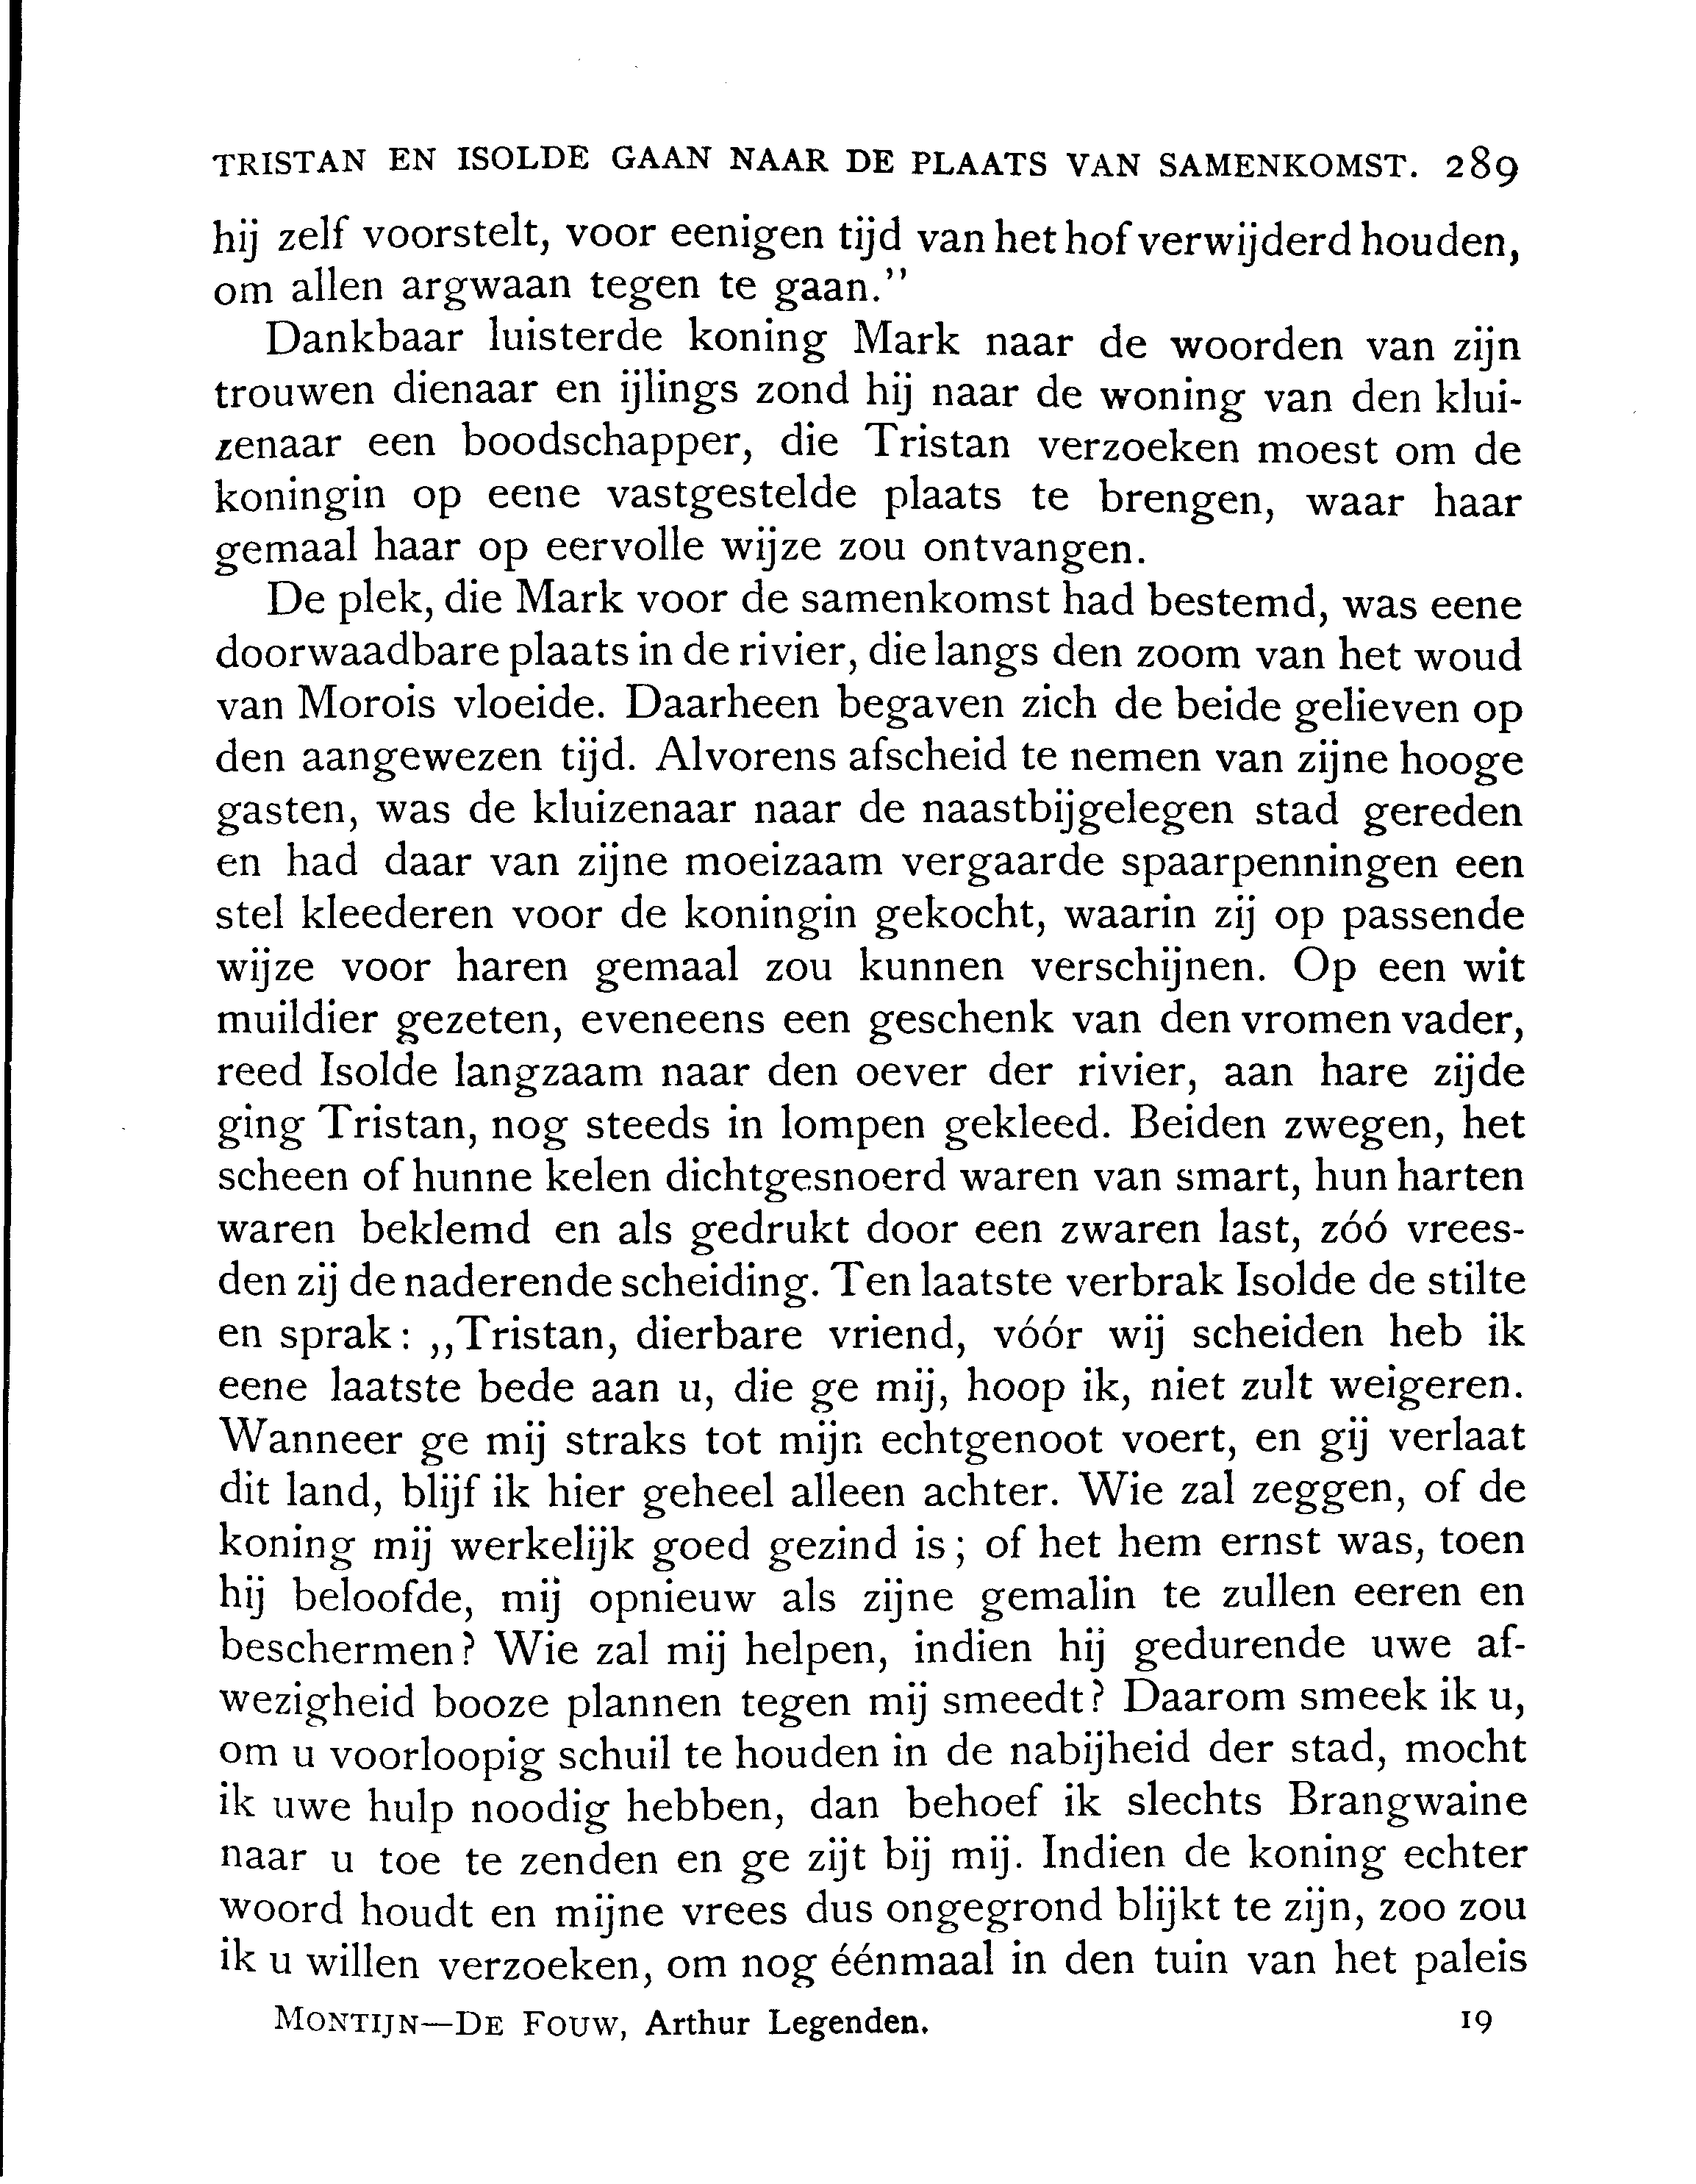 TRISTAN EN ISOLDE GAAN NAAR DE PLAATS VAN SAMENKOMST. 289
hij zelf voorstelt, voor eenigen tijd van het hof verwijderd houden,
om allen argwaan tegen te gaan.”
Dankbaar luisterde koning Mark naar de woorden van zijn
trouwen dienaar en ijlings zond hij naar de woning van den klui-
zenaar een boodschapper, die Tristan verzoeken moest om de
koningin op eene vastgestelde plaats te brengen, waar haar
gemaal haar op eervolle wijze zou ontvangen.
De plek, die Mark voor de samenkomst had bestemd, was eene
doorwaadbare plaats in de rivier, die langs den zoom van het woud
van Morois vloeide. Daarheen begaven zich de beide gelieven op
den aangewezen tijd. Alvorens afscheid te nemen van zijne hooge
gasten, was de kluizenaar naar de naastbijgelegen stad gereden
en had daar van zijne moeizaam vergaarde spaarpenningen een
stel kleederen voor de koningin gekocht, waarin zij op passende
wijze voor haren gemaal zou kunnen verschijnen. Op een wit
muildier gezeten, eveneens een geschenk van den vromen vader,
reed Isolde langzaam naar den oever der rivier, aan hare zijde
ging Tristan, nog steeds in lompen gekleed. Beiden zwegen, het
scheen of hunne kelen dichtgesnoerd waren van smart, hun harten
waren beklemd en als gedrukt door een zwaren last, zóó vrees-
den zij de naderende scheiding. Ten laatste verbrak Isolde de stilte
en sprak: ,,Tristan, dierbare vriend, vóór wij scheiden heb ik
eene laatste bede aan u, die ge mij, hoop ik, niet zult weigeren.
Wanneer ge mij straks tot mijn echtgenoot voert, en gij verlaat
dit land, blijf ik hier geheel alleen achter. Wie zal zeggen, of de
koning mij werkelijk goed gezind is; of het hem ernst was, toen
hij beloofde, mij opnieuw als zijne gemalin te zullen eeren en
beschermen? Wie zal mij helpen, indien hij gedurende uwe af-
wezigheid booze plannen tegen mij smeedt? Daarom smeek ik u,
om u voorloopig schuil te houden in de nabijheid der stad, mocht
ik uwe hulp noodig hebben, dan behoef ik slechts Brangwaine
naar u toe te zenden en ge zijt bij mij. Indien de koning echter
woord houdt en mijne vrees dus ongegrond blijkt te zijn, zoo zou
ik u willen verzoeken, om nog éénmaal in den tuin van het paleis
MONTIJN—DE FOUW, Arthur Legenden. 19